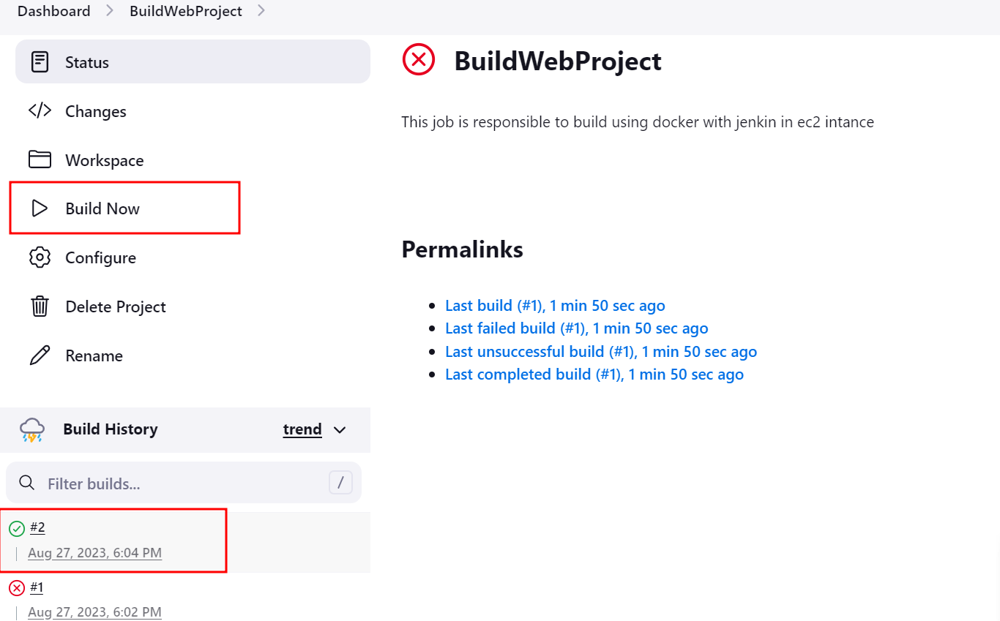 Dashboard > BuildWebProject >
Status
Changes
Workspace
Build Now
Configure
Delete Project
Rename
Build History trend
Filter builds... /
#2
Aug 27, 2023, 6:04 PM
#1
Aug 27, 2023, 6:02 PM
BuildWebProject
This job is responsible to build using docker with jenkin in ec2 intance
Permalinks
Last build (#1), 1 min 50 sec ago
Last failed build (#1), 1 min 50 sec ago
Last unsuccessful build (#1), 1 min 50 sec ago
Last completed build (#1), 1 min 50 sec ago